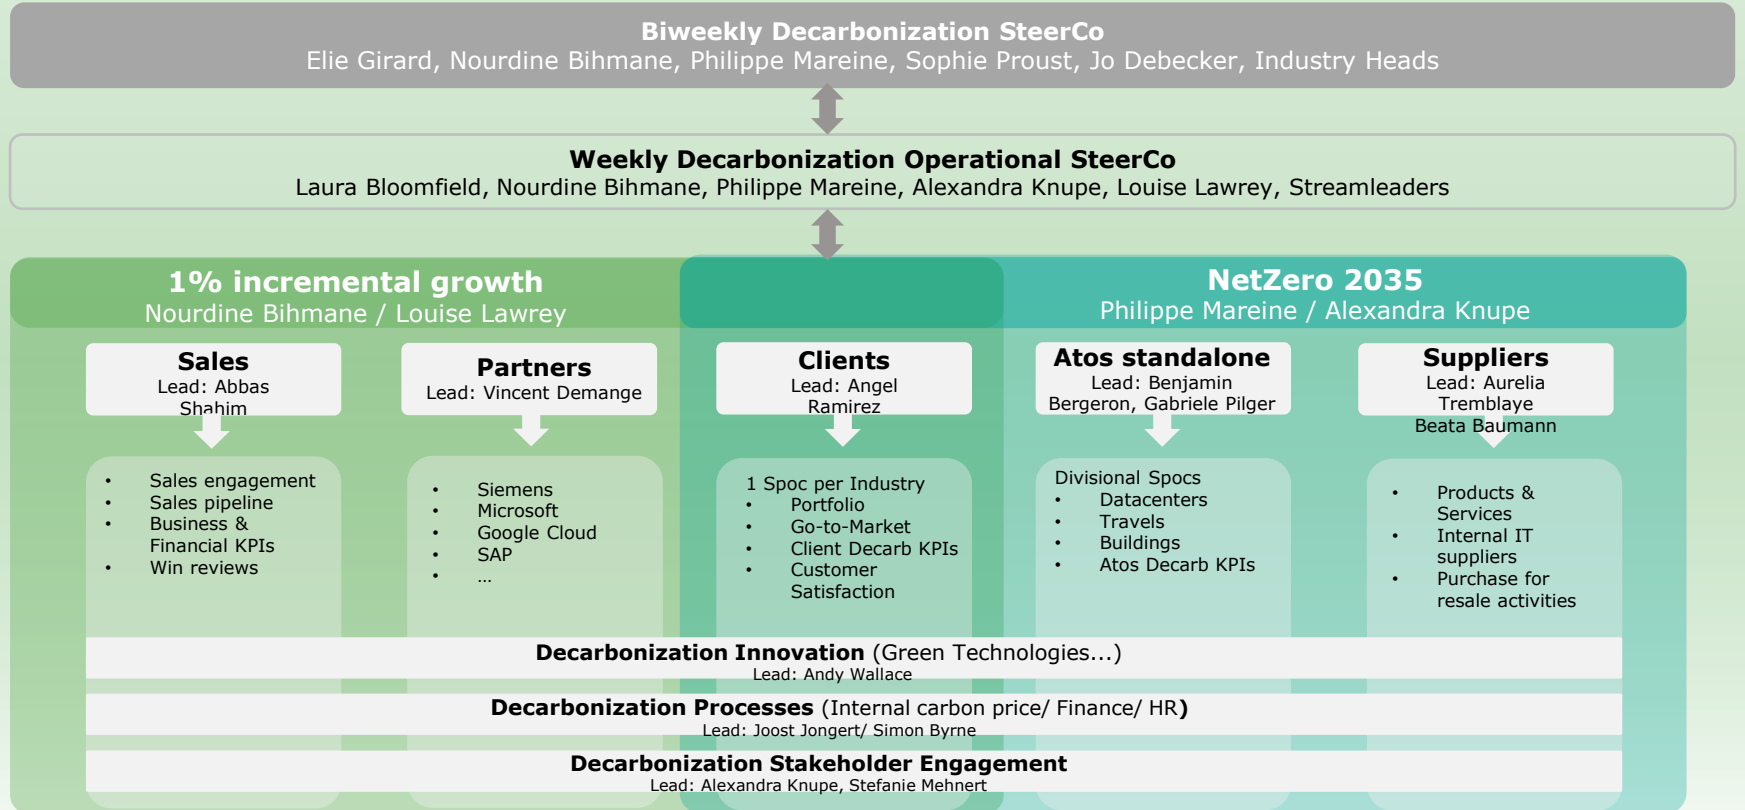 Biweekly Decarbonization SteerCo
Elie Girard, Nourdine Bihmane, Philippe Mareine, Sophie Proust, Jo Debecker, Industry Heads
Weekly Decarbonization Operational SteerCo
Laura Bloomfield, Nourdine Bihmane, Philippe Mareine, Alexandra Knupe, Louise Lawrey, Streamleaders
1% incremental growth
Nourdine Bihmane / Louise Lawrey
NetZero 2035
Philippe Mareine / Alexandra Knupe
Sales
Lead: Abbas
Shahim
• Sales engagement
• Sales pipeline
• Business &
Financial KPIs
• Win reviews
Partners
Lead: Vincent Demange
• Siemens
• Microsoft
• Google Cloud
• SAP
• ...
Clients
Lead: Angel
Ramirez
1 Spoc per Industry
• Portfolio
• Go-to-Market
• Client Decarb KPIs
• Customer
Satisfaction
Atos standalone
Lead: Benjamin
Bergeron, Gabriele Pilger
Divisional Spocs
• Datacenters
• Travels
• Buildings
• Atos Decarb KPIs
Suppliers
Lead: Aurelia
Tremblaye
Beata Baumann
• Products &
Services
• Internal IT
suppliers
• Purchase for
resale activities
Decarbonization Innovation (Green Technologies...)
Lead: Andy Wallace
Decarbonization Processes (Internal carbon price/ Finance/ HR)
Lead: Joost Jongert/ Simon Byrne
Decarbonization Stakeholder Engagement
Lead: Alexandra Knupe, Stefanie Mehnert